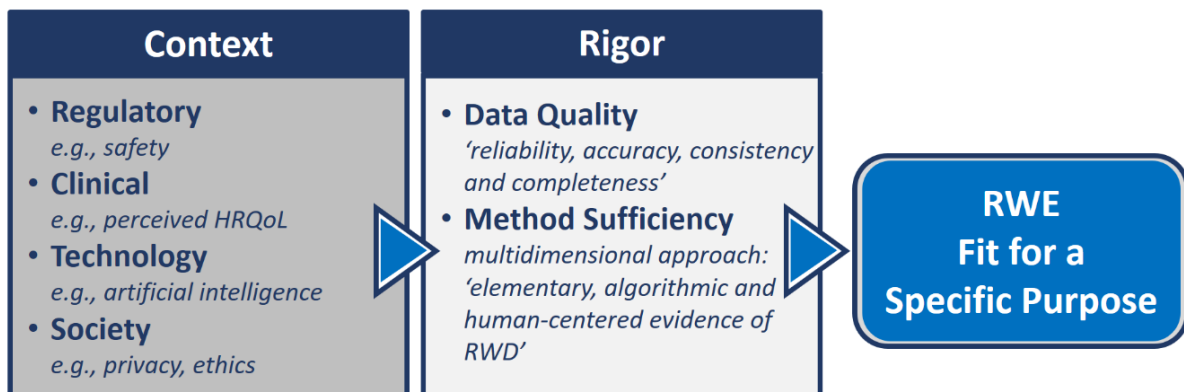 Context
• Regulatory
e.g., safety
• Clinical
e.g., perceived HRQoL
• Technology
e.g., artificial intelligence
• Society
e.g., privacy, ethics
Rigor
• Data Quality
‘reliability, accuracy, consistency
and completeness’
• Method Sufficiency
multidimensional approach:
‘elementary, algorithmic and
human-centered evidence of
RWD’
RWE
Fit for a
Specific Purpose